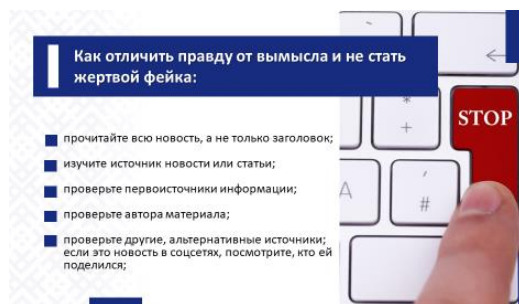 Как отличить правду от вымысла и не стать
жертвой фейка:
прочитайте всю новость, а не только заголовок;
изучите источник новости или статьи;
проверьте первоисточники информации;
проверьте автора материала;
проверьте другие, альтернативные источники;
если это новость в соцсетях, посмотрите, кто ей
поделился;
←
*
+
STOP
A
'
#